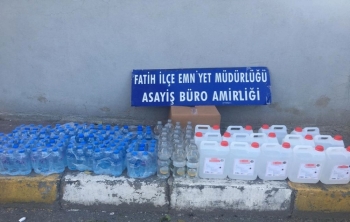 FATİH İLÇE EMN YET MÜDÜRLÜĞÜ
ASAYİŞ BÜRO AMİRLİĞİ